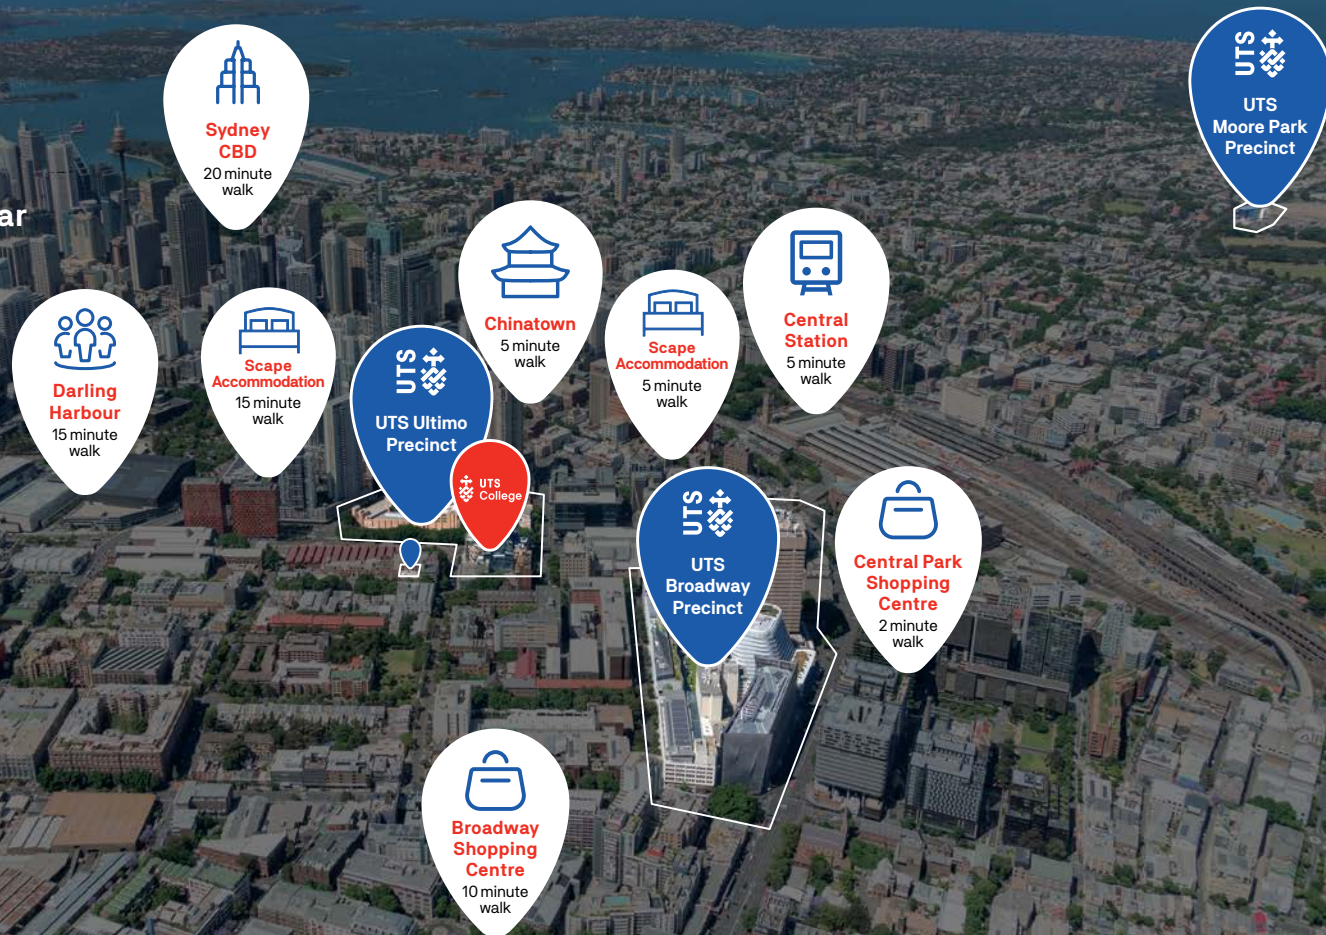 Sydney
CBD
20 minute
walk
UTS
UTS
Moore Park
Precinct
ar
Chinatown
5 minute
walk
Central
Station
5 minute
walk
Darling
Harbour
15 minute
walk
Scape
Accommodation
15 minute
walk
Scape
Accommodation
5 minute
walk
UTS
UTS Ultimo
Precinct
UTS
College
UTS
UTS
Broadway
Precinct
Central Park
Shopping
Centre
2 minute
walk
Broadway
Shopping
Centre
10 minute
walk